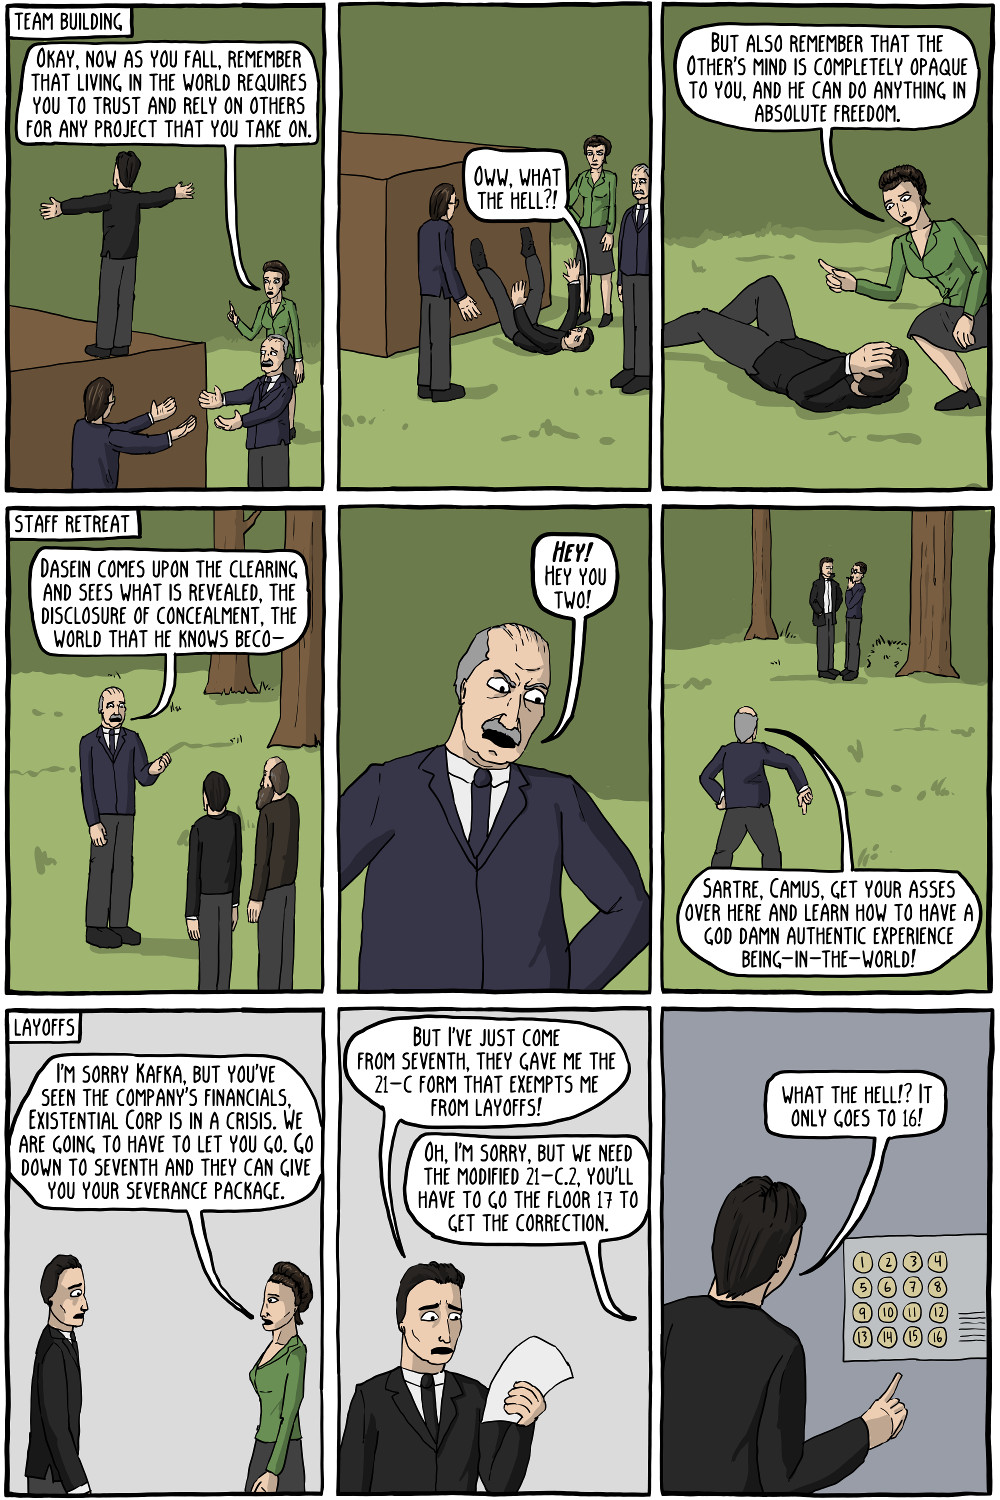 TEAM BUILDING
OKAY, NOW AS YOU FALL, REMEMBER
THAT LIVING IN THE WORLD REQUIRES
YOU TO TRUST AND RELY ON OTHERS
FOR ANY PROJECT THAT YOU TAKE ON.
OWW, WHAT
THE HELL?!
BUT ALSO REMEMBER THAT THE
OTHER'S MIND IS COMPLETELY OPAQUE
TO YOU, AND HE CAN DO ANYTHING IN
ABSOLUTE FREEDOM.
STAFF RETREAT
DASEIN COMES UPON THE CLEARING
AND SEES WHAT IS REVEALED, THE
DISCLOSURE OF CONCEALMENT, THE
WORLD THAT HE KNOWS BECO-
HEY!
HEY YOU
TWO!
SARTRE, CAMUS, GET YOUR ASSES
OVER HERE AND LEARN HOW TO HAVE A
GOD DAMN AUTHENTIC EXPERIENCE
BEING-IN-THE-WORLD!
LAYOFFS
I'M SORRY KAFKA, BUT YOU'VE
SEEN THE COMPANY'S FINANCIALS,
EXISTENTIAL CORP IS IN A CRISIS. WE
ARE GOING TO HAVE TO LET YOU GO. GO
DOWN TO SEVENTH AND THEY CAN GIVE
YOU YOUR SEVERANCE PACKAGE.
BUT I'VE JUST COME
FROM SEVENTH, THEY GAVE ME THE
21-C FORM THAT EXEMPTS ME
FROM LAYOFFS!
OH, I'M SORRY, BUT WE NEED
THE MODIFIED 21-C.2, YOU'LL
HAVE TO GO THE FLOOR 17 TO
GET THE CORRECTION.
WHAT THE HELL!? IT
ONLY GOES TO 16!
1 2 3 4
5 6 7 8
9 10 11 12
13 14 15 16